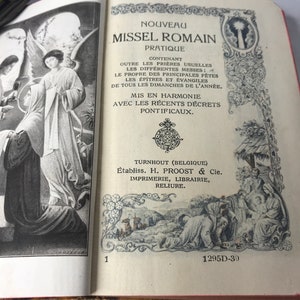 NOUVEAU
MISSEL ROMAIN
PRATIQUE
CONTENANT
OUTRE LES PRIÈRES USUELLES
LES DIFFÉRENTES MESSES;
LE PROPRE DES PRINCIPALES FÊTES
LES ÉPITRES ET ÉVANGILES
DE TOUS LES DIMANCHES DE L'ANNÉE.
MIS EN HARMONIE
AVEC LES RÉCENTS DÉCRETS
PONTIFICAUX.
TURNHOUT (BELGIQUE)
Établiss. H. PROOST & Cie.
IMPRIMERIE, LIBRAIRIE,
RELIURE.
1 1295D-39